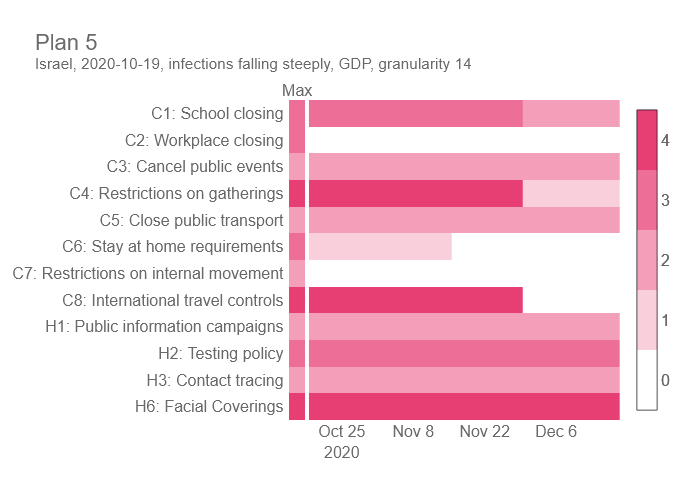 Plan 5
Israel, 2020-10-19, infections falling steeply, GDP, granularity 14
Max
C1: School closing
C2: Workplace closing
C3: Cancel public events
C4: Restrictions on gatherings
C5: Close public transport
C6: Stay at home requirements
C7: Restrictions on internal movement
C8: International travel controls
H1: Public information campaigns
H2: Testing policy
H3: Contact tracing
H6: Facial Coverings
Oct 25 Nov 8 Nov 22 Dec 6
2020
4
3
2
1
0